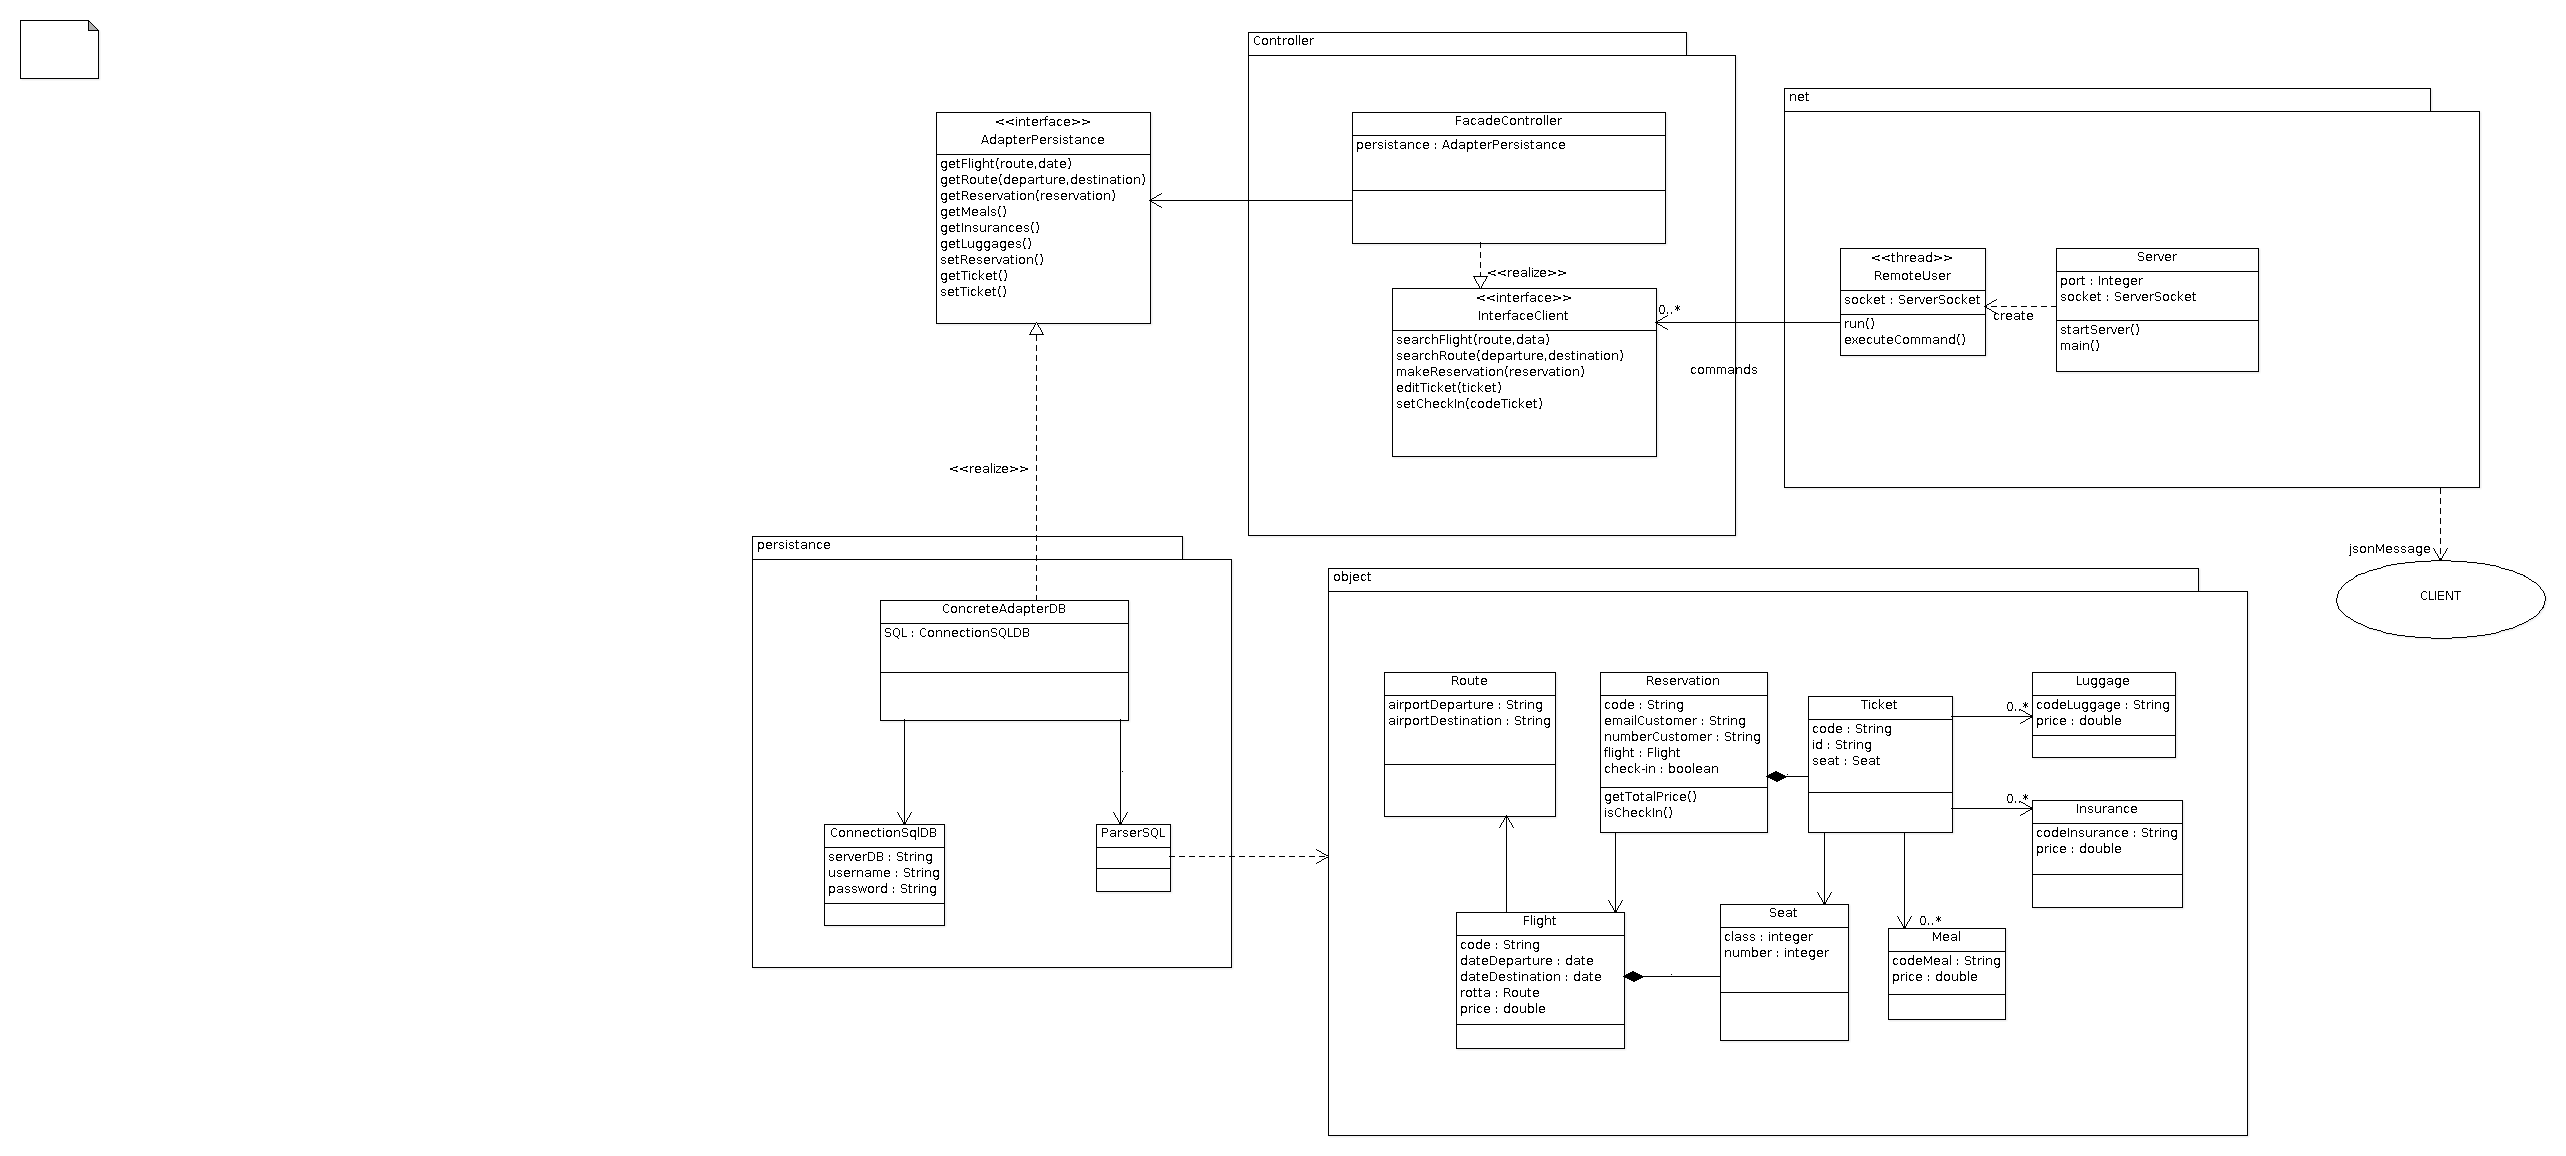 Controller
FacadeController
persistance : AdapterPersistance
<<realize>>
<<interface>>
InterfaceClient
searchFlight(route,data)
searchRoute(departure,destination)
makeReservation(reservation)
editTicket(ticket)
setCheckIn(codeTicket)
0..*
commands
net
<<thread>>
RemoteUser
socket : ServerSocket
run()
executeCommand()
create
Server
port : Integer
socket : ServerSocket
startServer()
main()
jsonMessage
CLIENT
<<interface>>
AdapterPersistance
getFlight(route,date)
getRoute(departure,destination)
getReservation(reservation)
getMeals()
getInsurances()
getLuggages()
setReservation()
getTicket()
setTicket()
<<realize>>
persistance
ConcreteAdapterDB
SQL : ConnectionSQLDB
ConnectionSqlDB
serverDB : String
username : String
password : String
ParserSQL
object
Route
airportDeparture : String
airportDestination : String
Reservation
code : String
emailCustomer : String
numberCustomer : String
flight : Flight
check-in : boolean
getTotalPrice()
isCheckIn()
Ticket
code : String
id : String
seat : Seat
0..*
Luggage
codeLuggage : String
price : double
0..*
Insurance
codeInsurance : String
price : double
Flight
code : String
dateDeparture : date
dateDestination : date
rotta : Route
price : double
Seat
class : integer
number : integer
0..*
Meal
codeMeal : String
price : double